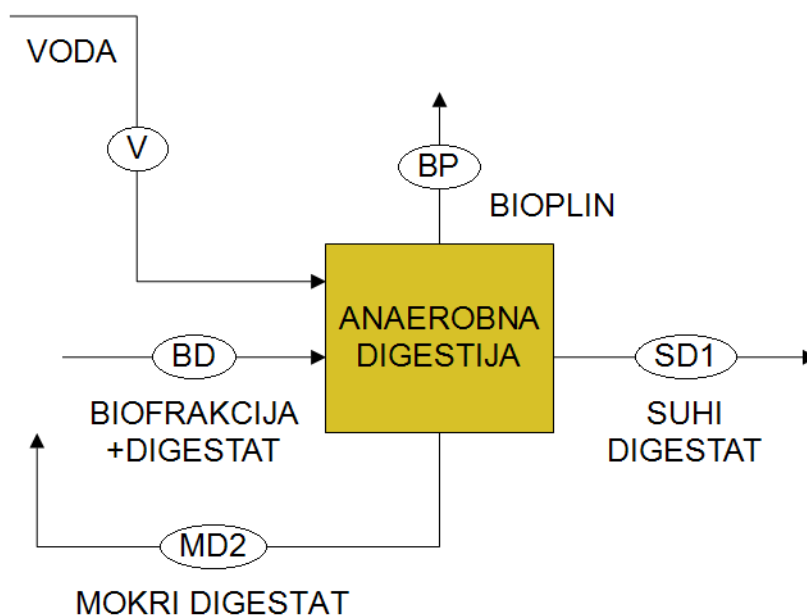 VODA
V
BP
BIOPLIN
ANAEROBNA
DIGESTIJA
BD
SD1
BIOFRAKCIJA
+DIGESTAT
SUHI
DIGESTAT
MD2
MOKRI DIGESTAT